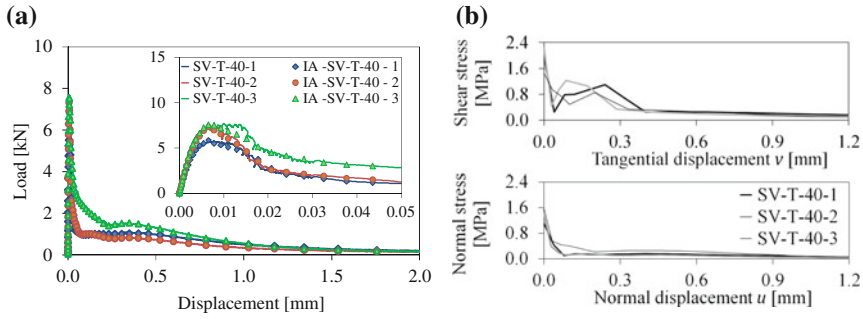 (a)
Load [kN]
10
8
6
4
2
0
0.0 0.5 1.0 1.5 2.0
Displacement [mm]
15
10
5
0
0.00 0.01 0.02 0.03 0.04 0.05
SV-T-40-1 IA -SV-T-40 - 1
SV-T-40-2 IA -SV-T-40 - 2
SV-T-40-3 IA -SV-T-40 - 3
(b)
Shear stress
[MPa]
2.4
1.8
1.2
0.6
0.0
0 0.3 0.6 0.9 1.2
Tangential displacement v [mm]
Normal stress
[MPa]
2.4
1.6
0.8
0.0
0 0.3 0.6 0.9 1.2
Normal displacement u [mm]
SV-T-40-1
SV-T-40-2
SV-T-40-3